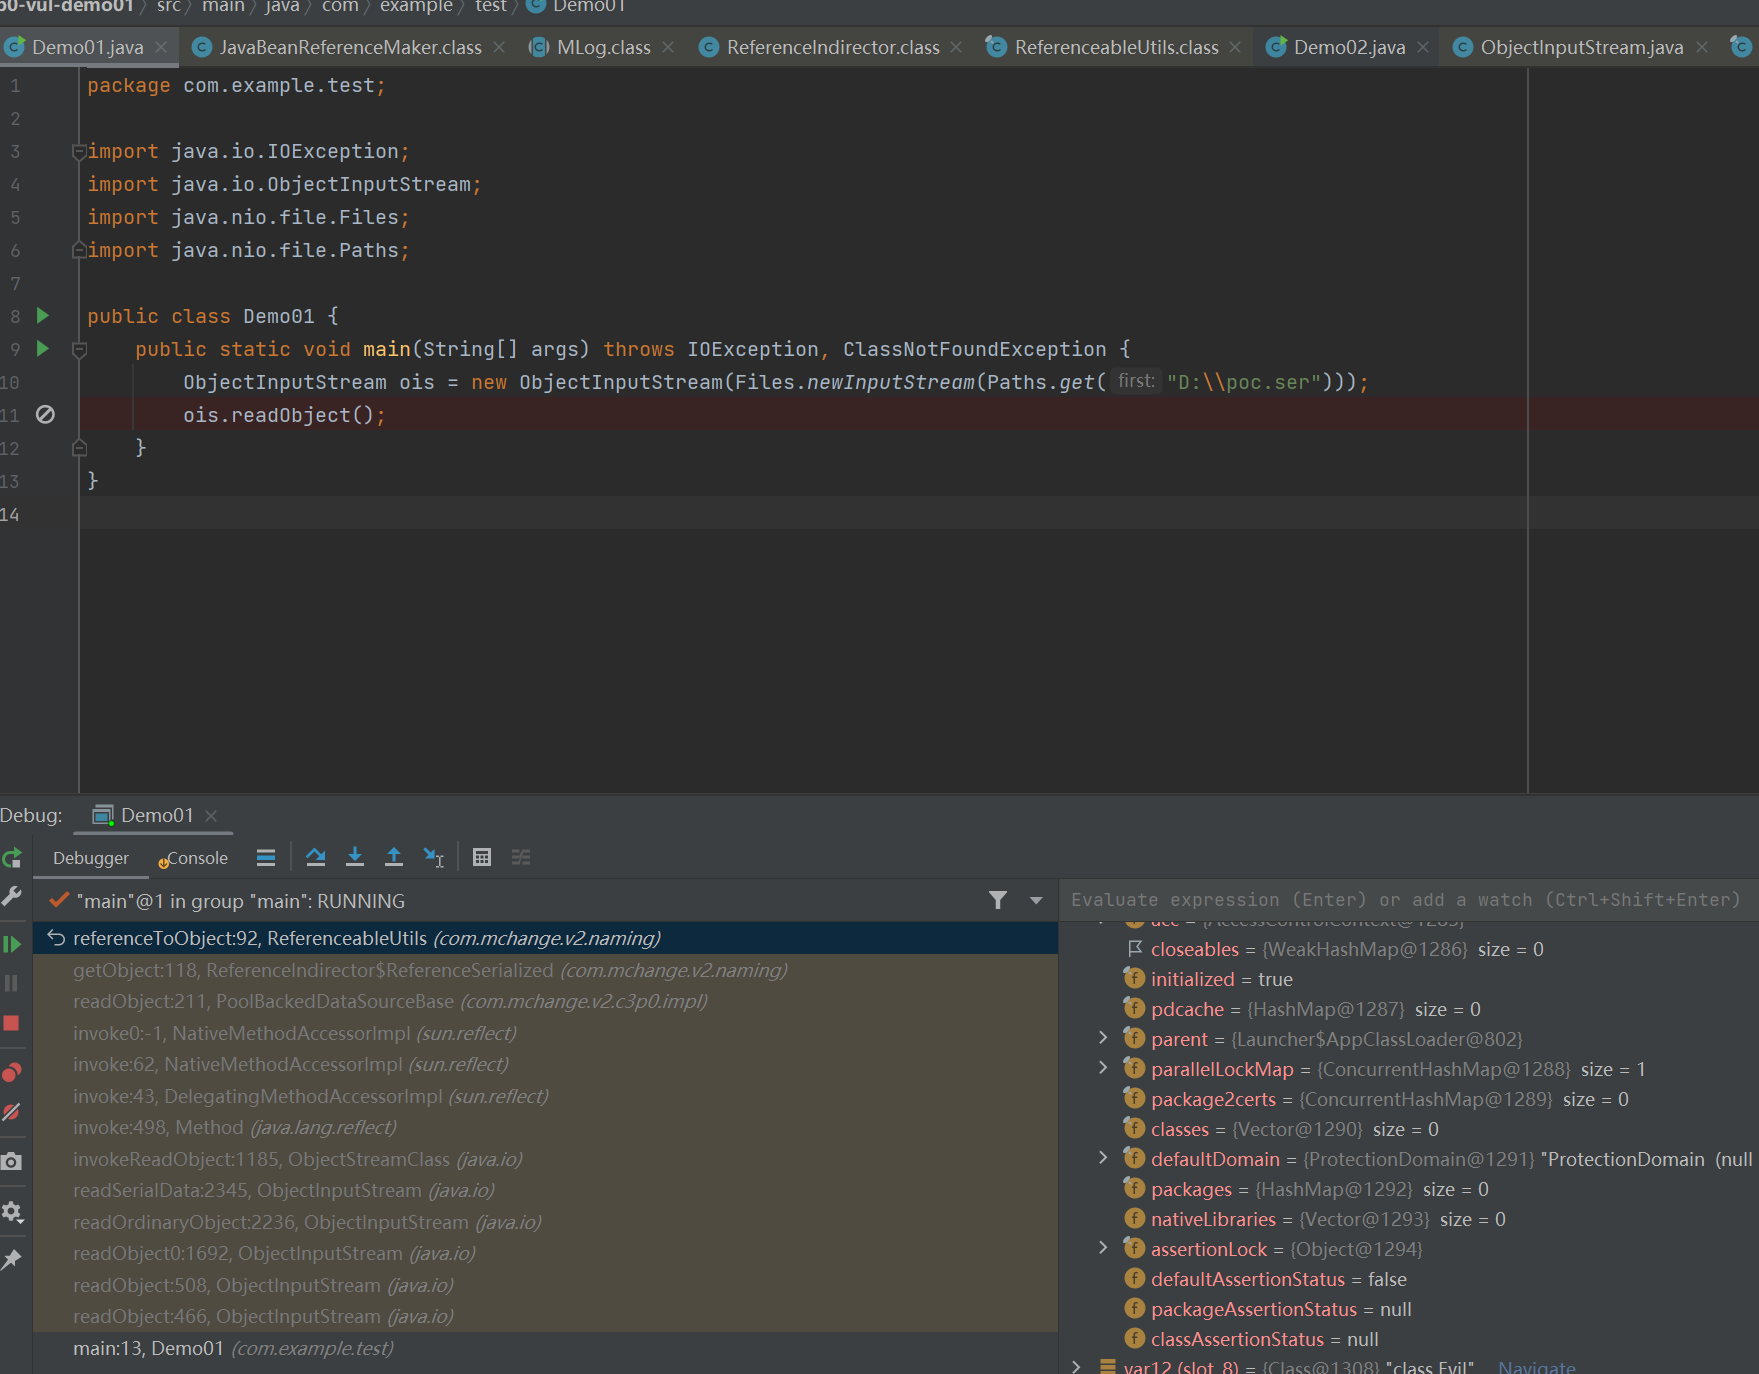 p0-vul-demo01 〉 src 〉 main 〉 java 〉 com 〉 example 〉 test 〉 Demo01
Demo01.java × JavaBeanReferenceMaker.class × MLog.class × ReferenceIndirector.class × ReferenceableUtils.class × Demo02.java × ObjectInputStream.java ×
1 package com.example.test;
2
3 import java.io.IOException;
4 import java.io.ObjectInputStream;
5 import java.nio.file.Files;
6 import java.nio.file.Paths;
7
8 public class Demo01 {
9     public static void main(String[] args) throws IOException, ClassNotFoundException {
10         ObjectInputStream ois = new ObjectInputStream(Files.newInputStream(Paths.get( first: "D:\\poc.ser")));
11         ois.readObject();
12     }
13 }
14
Debug: Demo01 ×
Debugger Console
"main"@1 in group "main": RUNNING
referenceToObject:92, ReferenceableUtils (com.mchange.v2.naming)
getObject:118, ReferenceIndirector$ReferenceSerialized (com.mchange.v2.naming)
readObject:211, PoolBackedDataSourceBase (com.mchange.v2.c3p0.impl)
invoke0:-1, NativeMethodAccessorImpl (sun.reflect)
invoke:62, NativeMethodAccessorImpl (sun.reflect)
invoke:43, DelegatingMethodAccessorImpl (sun.reflect)
invoke:498, Method (java.lang.reflect)
invokeReadObject:1185, ObjectStreamClass (java.io)
readSerialData:2345, ObjectInputStream (java.io)
readOrdinaryObject:2236, ObjectInputStream (java.io)
readObject0:1692, ObjectInputStream (java.io)
readObject:508, ObjectInputStream (java.io)
readObject:466, ObjectInputStream (java.io)
main:13, Demo01 (com.example.test)
Evaluate expression (Enter) or add a watch (Ctrl+Shift+Enter)
acc = {AccessControlContext@1285}
closeables = {WeakHashMap@1286} size = 0
initialized = true
pdcache = {HashMap@1287} size = 0
parent = {Launcher$AppClassLoader@802}
parallelLockMap = {ConcurrentHashMap@1288} size = 1
package2certs = {ConcurrentHashMap@1289} size = 0
classes = {Vector@1290} size = 0
defaultDomain = {ProtectionDomain@1291} "ProtectionDomain (null
packages = {HashMap@1292} size = 0
nativeLibraries = {Vector@1293} size = 0
assertionLock = {Object@1294}
defaultAssertionStatus = false
packageAssertionStatus = null
classAssertionStatus = null
var12 (slot_8) = {Class@1308} "class Evil" ... Navigate